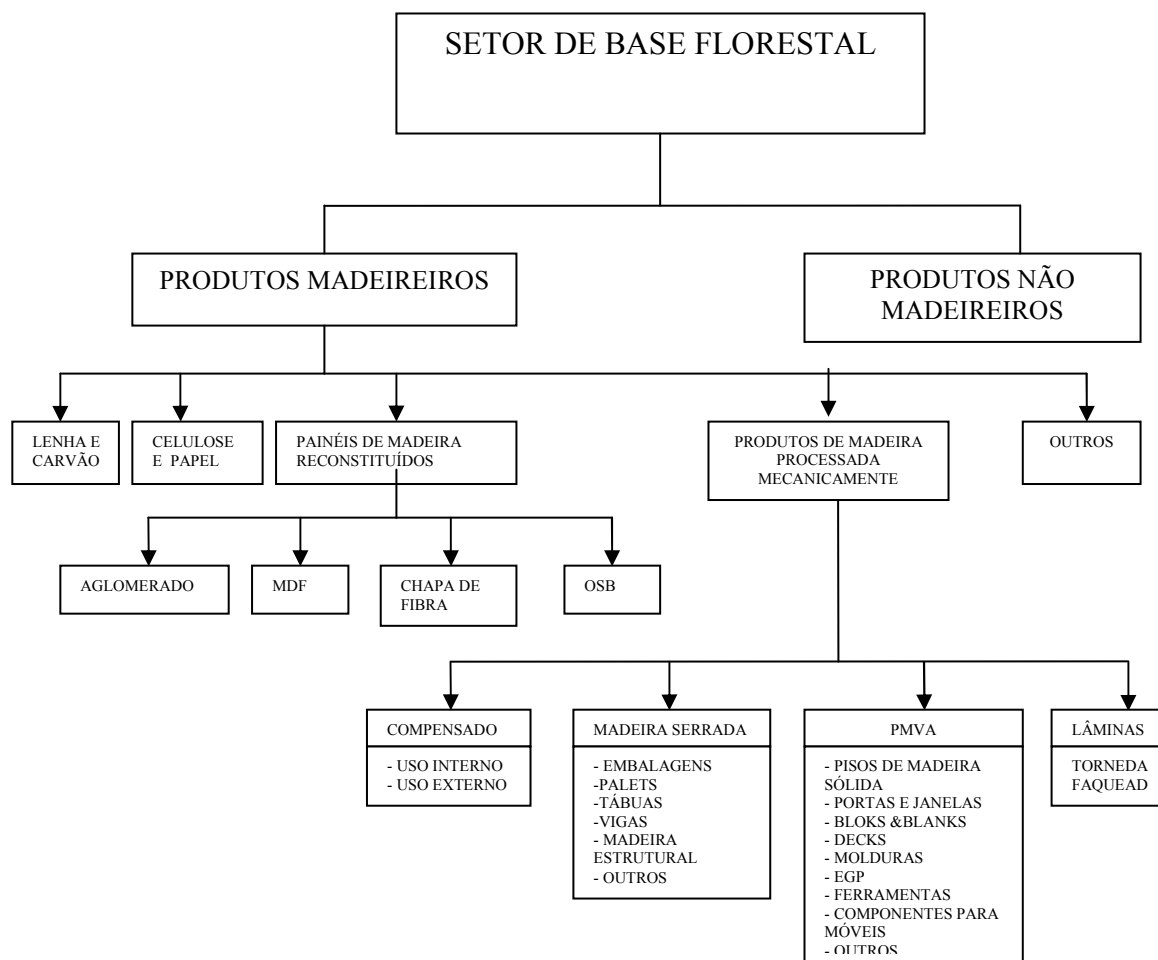 SETOR DE BASE FLORESTAL
PRODUTOS MADEIREIROS
PRODUTOS NÃO
MADEIREIROS
LENHA E
CARVÃO
CELULOSE
E PAPEL
PAINÉIS DE MADEIRA
RECONSTITUÍDOS
PRODUTOS DE MADEIRA
PROCESSADA
MECANICAMENTE
OUTROS
AGLOMERADO
MDF
CHAPA DE
FIBRA
OSB
COMPENSADO
- USO INTERNO
- USO EXTERNO
MADEIRA SERRADA
- EMBALAGENS
-PALETS
-TÁBUAS
-VIGAS
- MADEIRA
ESTRUTURAL
- OUTROS
PMVA
- PISOS DE MADEIRA
SÓLIDA
- PORTAS E JANELAS
- BLOKS &BLANKS
- DECKS
- MOLDURAS
- EGP
- FERRAMENTAS
- COMPONENTES PARA
MÓVEIS
- OUTROS
LÂMINAS
TORNEDA
FAQUEAD